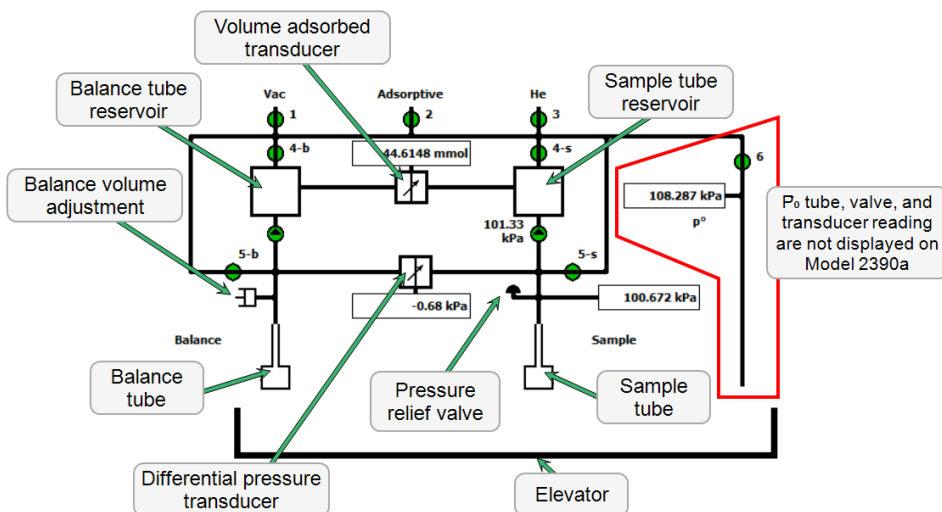 Volume adsorbed
transducer
Balance tube
reservoir
Vac
Adsorptive
He
Sample tube
reservoir
1
2
3
4-b
44.6148 mmol
4-s
6
Balance volume
adjustment
108.287 kPa
p°
P₀ tube, valve, and
transducer reading
are not displayed on
Model 2390a
101.33
kPa
5-b
5-s
-0.68 kPa
100.672 kPa
Balance
Sample
Balance
tube
Pressure
relief valve
Sample
tube
Differential pressure
transducer
Elevator